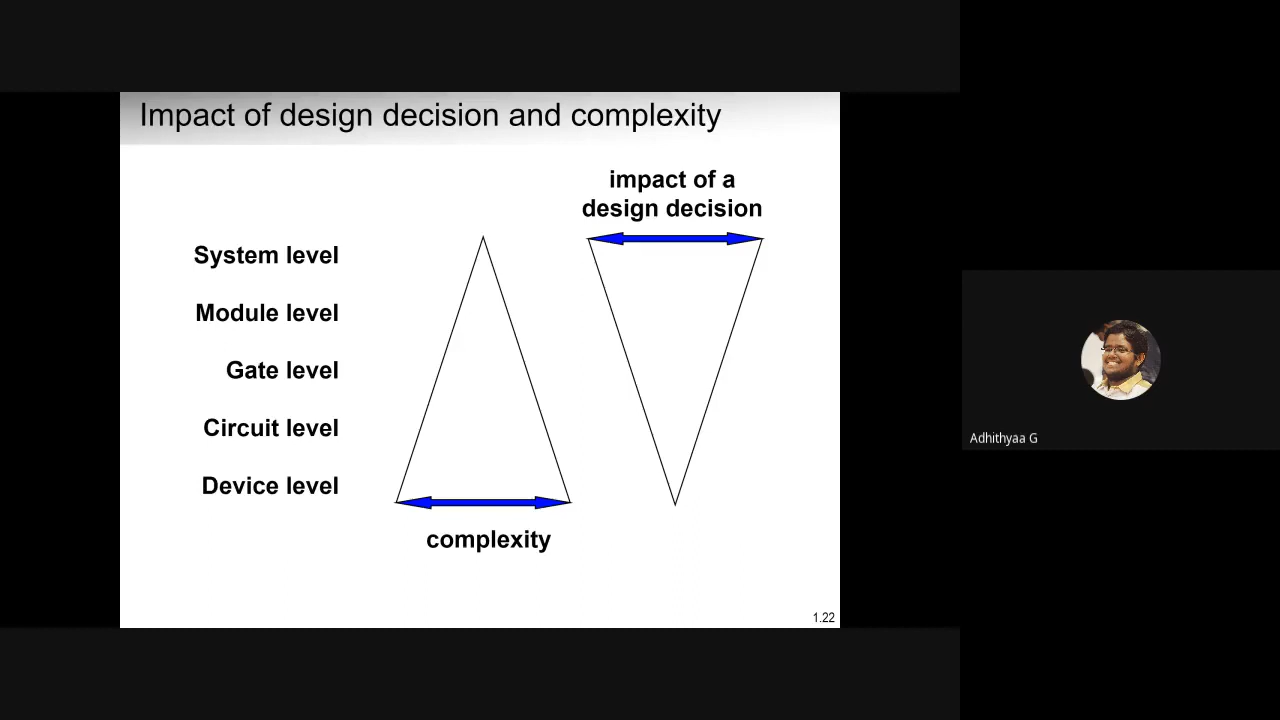 Impact of design decision and complexity
impact of a
design decision
System level
Module level
Gate level
Circuit level
Device level
complexity
1.22
Adhithyaa G